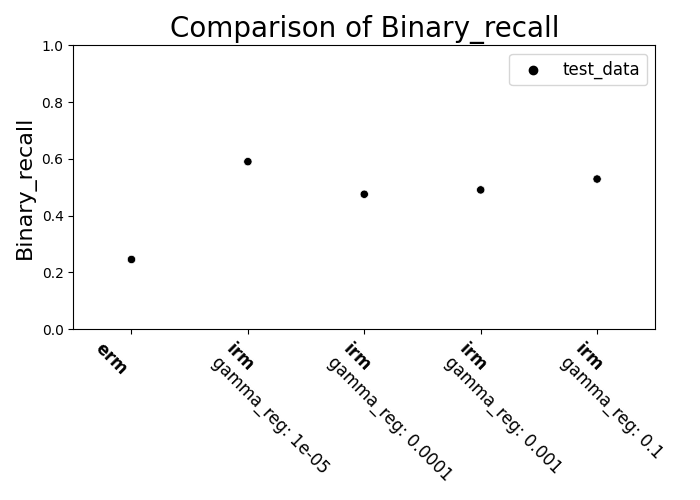 Comparison of Binary_recall
Binary_recall
1.0
0.8
0.6
0.4
0.2
0.0
test_data
erm
irm
gamma_reg: 1e-05
irm
gamma_reg: 0.0001
irm
gamma_reg: 0.001
irm
gamma_reg: 0.1